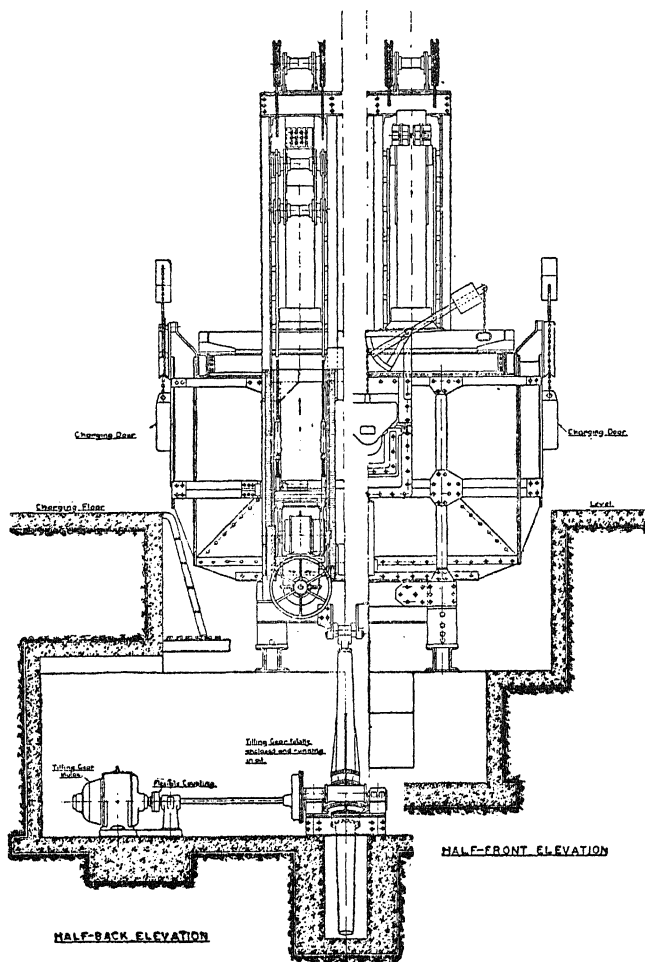 Charging Door
Charging Door
Charging Floor
Level
Tilting Gear totally
enclosed and running
in oil
Tilting Gear
Flexible Coupling
HALF-FRONT ELEVATION
HALF-BACK ELEVATION